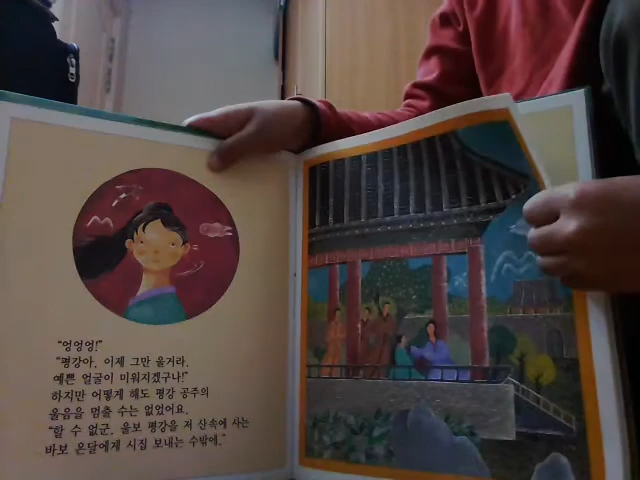 "엉엉엉!"
"평강아, 이제 그만 울거라.
예쁜 얼굴이 미워지겠구나!"
하지만 어떻게 해도 평강 공주의
울음을 멈출 수는 없었어요.
"할 수 없군. 울보 평강을 저 산속에 사는
바보 온달에게 시집 보내는 수밖에."